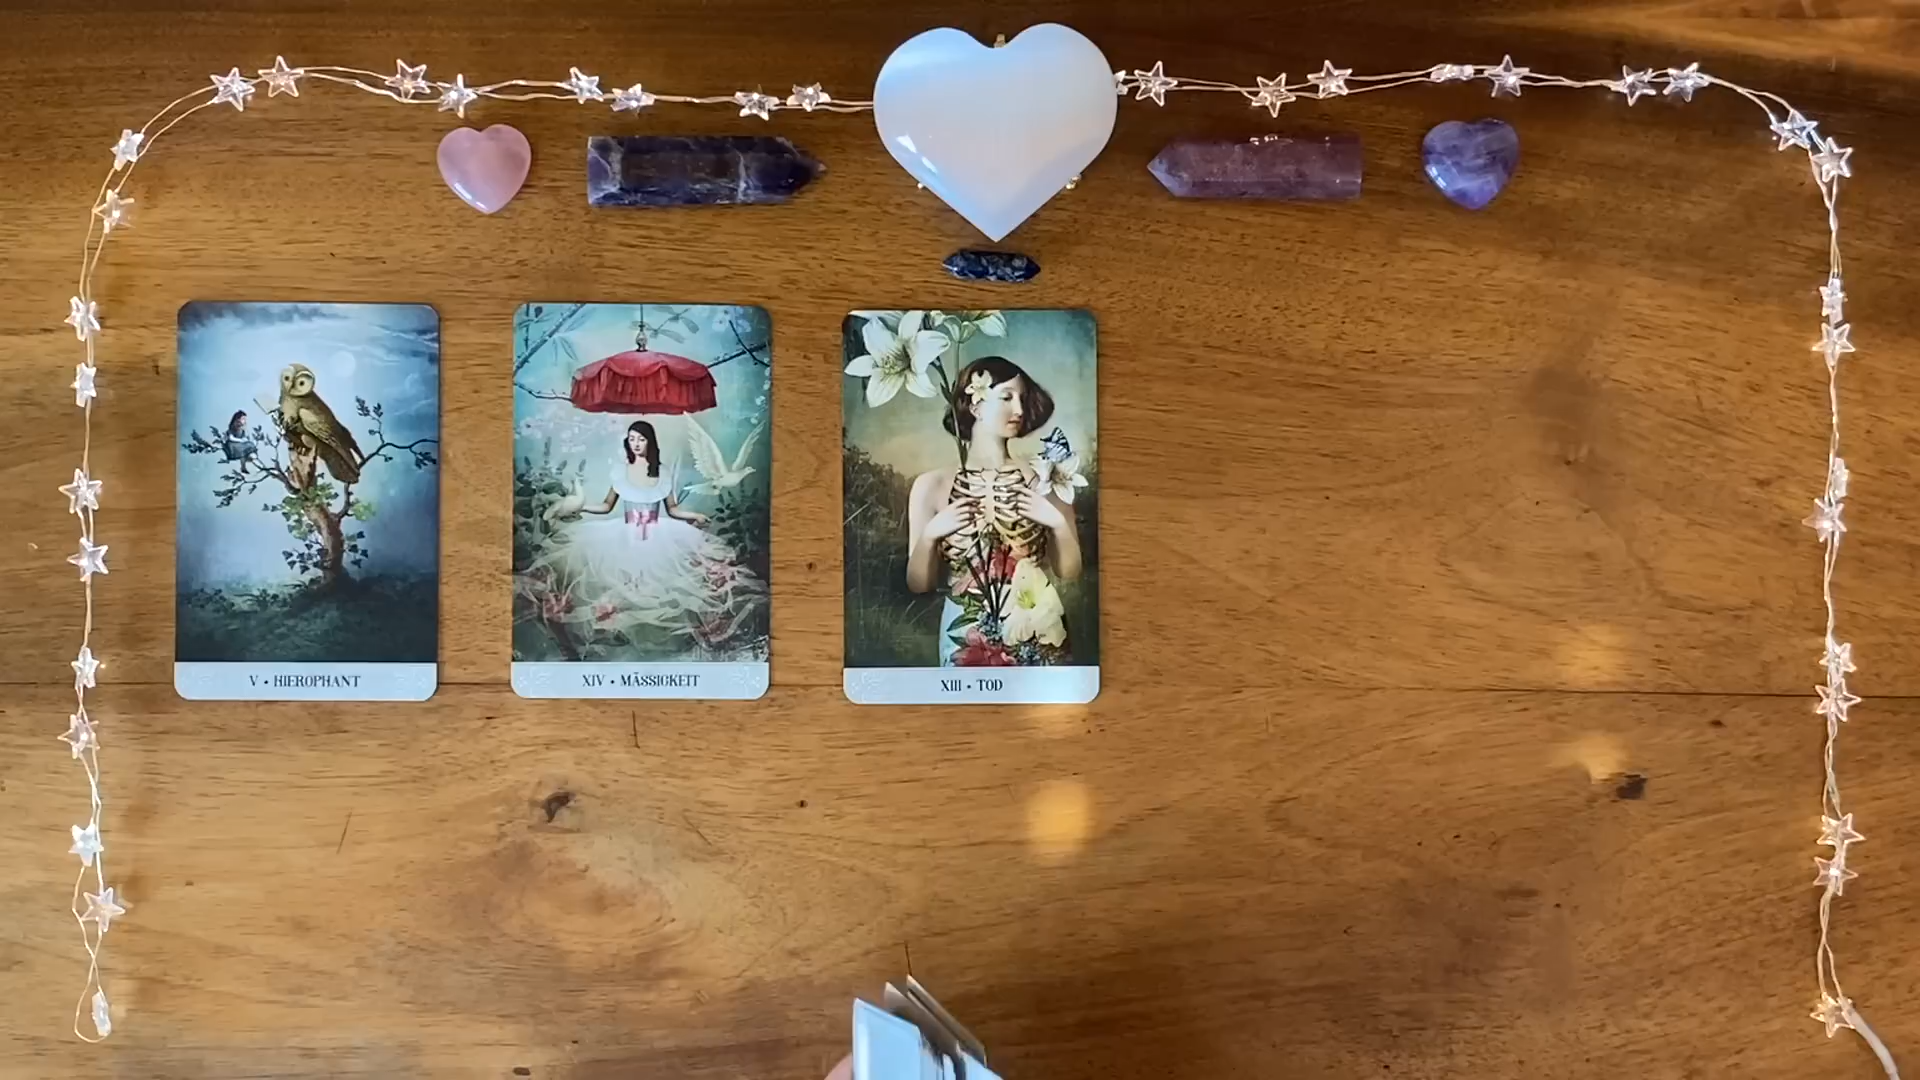 V • HIEROPHANT
XIV • MÄSSIGKEIT
XIII • TOD